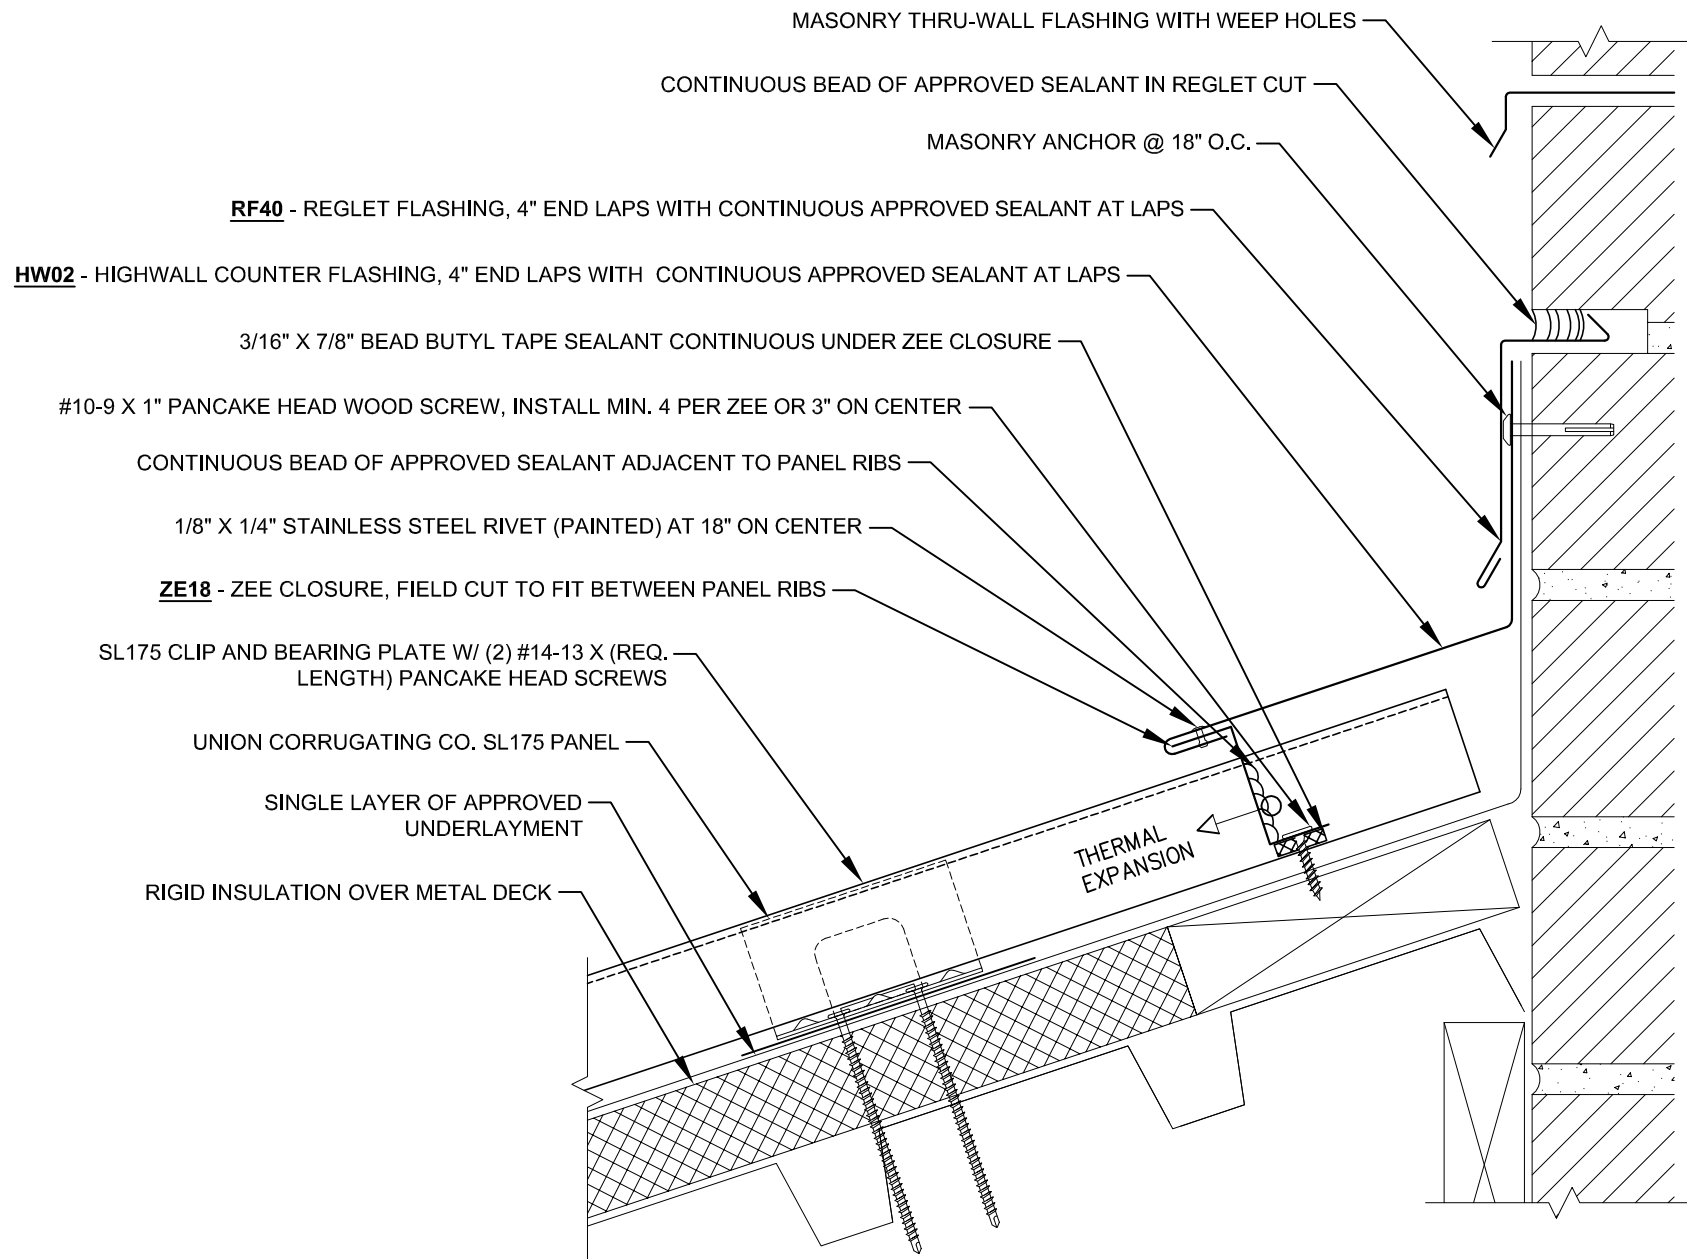 MASONRY THRU-WALL FLASHING WITH WEEP HOLES
CONTINUOUS BEAD OF APPROVED SEALANT IN REGLET CUT
MASONRY ANCHOR @ 18" O.C.
RF40 - REGLET FLASHING, 4" END LAPS WITH CONTINUOUS APPROVED SEALANT AT LAPS
HW02 - HIGHWALL COUNTER FLASHING, 4" END LAPS WITH CONTINUOUS APPROVED SEALANT AT LAPS
3/16" X 7/8" BEAD BUTYL TAPE SEALANT CONTINUOUS UNDER ZEE CLOSURE
#10-9 X 1" PANCAKE HEAD WOOD SCREW, INSTALL MIN. 4 PER ZEE OR 3" ON CENTER
CONTINUOUS BEAD OF APPROVED SEALANT ADJACENT TO PANEL RIBS
1/8" X 1/4" STAINLESS STEEL RIVET (PAINTED) AT 18" ON CENTER
ZE18 - ZEE CLOSURE, FIELD CUT TO FIT BETWEEN PANEL RIBS
SL175 CLIP AND BEARING PLATE W/ (2) #14-13 X (REQ.
LENGTH) PANCAKE HEAD SCREWS
UNION CORRUGATING CO. SL175 PANEL
SINGLE LAYER OF APPROVED
UNDERLAYMENT
RIGID INSULATION OVER METAL DECK
THERMAL
EXPANSION